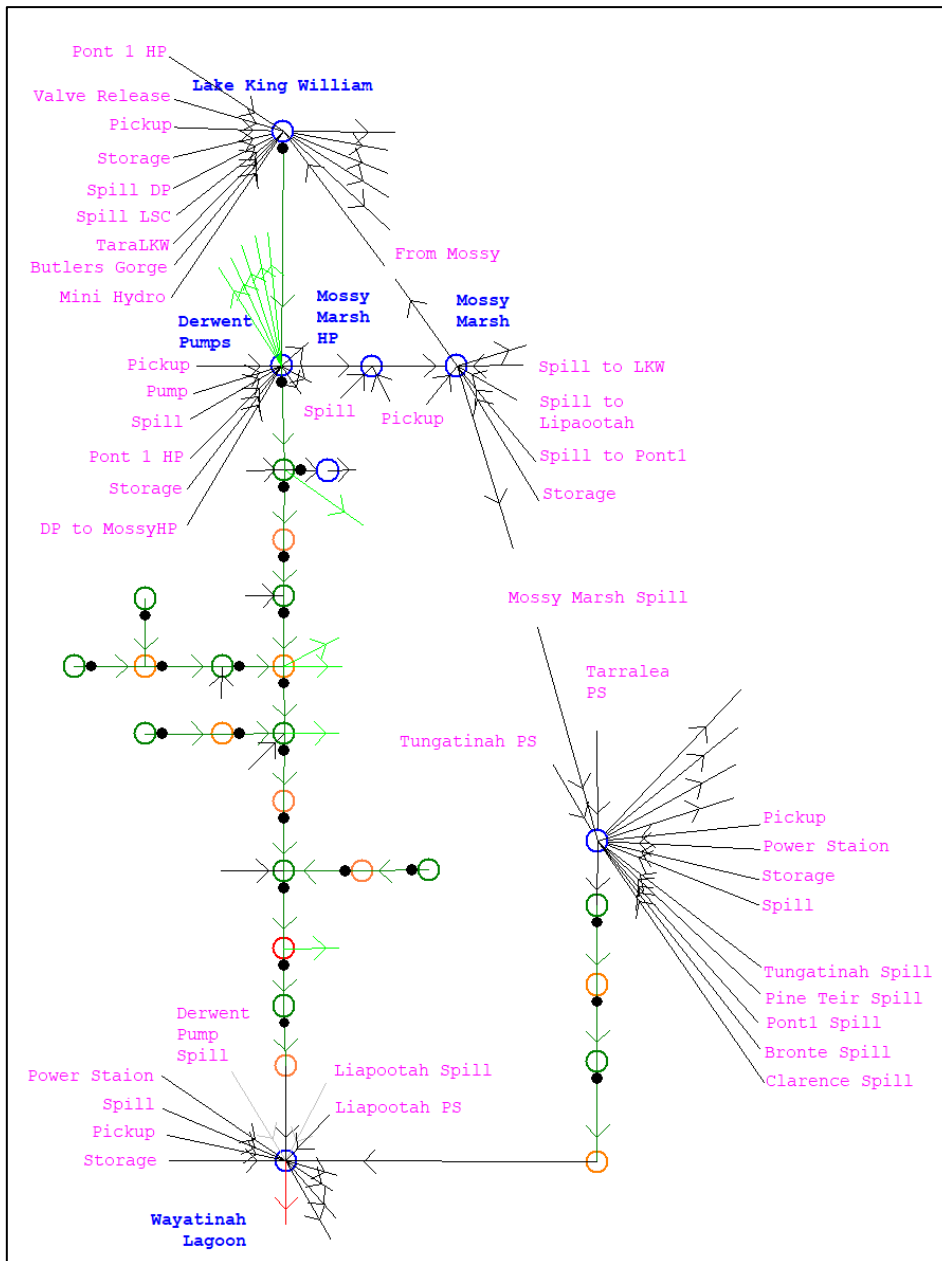 Pont 1 HP
Lake King William
Valve Release
Pickup
Storage
Spill DP
Spill LSC
TaraLKW
Butlers Gorge
Mini Hydro
From Mossy
Derwent
Pumps
Mossy
Marsh
HP
Mossy
Marsh
Pickup
Pump
Spill
Pont 1 HP
Storage
DP to MossyHP
Spill
Pickup
Spill to LKW
Spill to
Lipaootah
Spill to Pont1
Storage
Mossy Marsh Spill
Tarralea
PS
Tungatinah PS
Pickup
Power Staion
Storage
Spill
Tungatinah Spill
Pine Teir Spill
Pont1 Spill
Bronte Spill
Clarence Spill
Derwent
Pump
Spill
Power Staion
Spill
Pickup
Storage
Liapootah Spill
Liapootah PS
Wayatinah
Lagoon